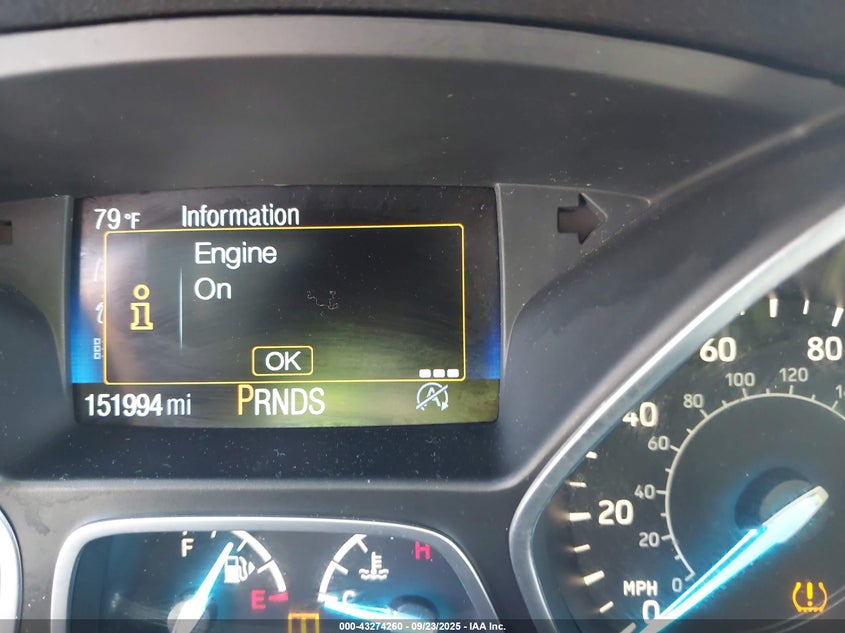 79 °F Information
Engine
On
OK
151994 mi PRNDS
F
E
H
C
60
80
40
20
0
MPH
120
100
80
60
40
20
0
000-43274260 - 09/23/2025 - IAA Inc.